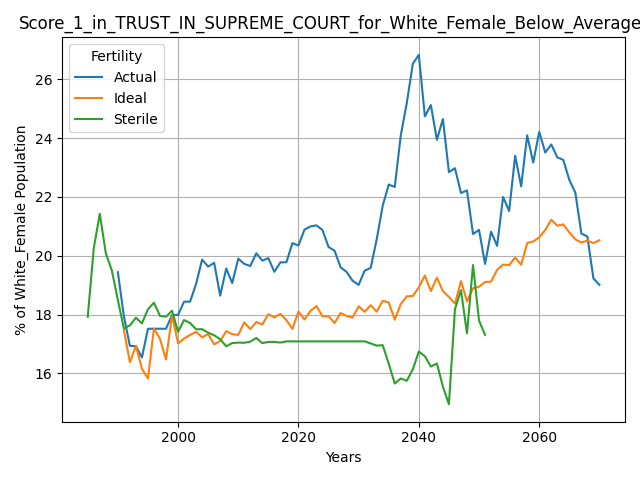 Score_1_in_TRUST_IN_SUPREME_COURT_for_White_Female_Below_Average
Fertility
Actual
Ideal
Sterile
26
24
22
20
18
16
% of White_Female Population
2000
2020
2040
2060
Years